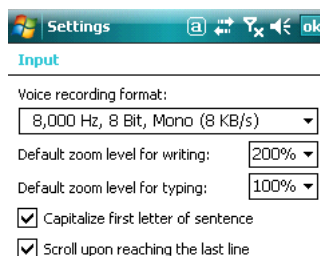 Settings a ok
Input
Voice recording format:
8,000 Hz, 8 Bit, Mono (8 KB/s)
Default zoom level for writing: 200%
Default zoom level for typing: 100%
Capitalize first letter of sentence
Scroll upon reaching the last line